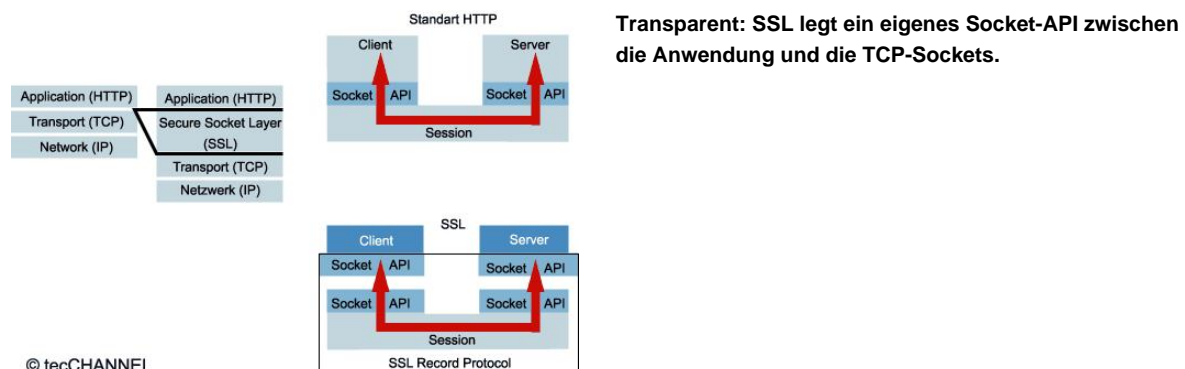 Standart HTTP
Transparent: SSL legt ein eigenes Socket-API zwischen
die Anwendung und die TCP-Sockets.
Client
Server
Socket API
Socket API
Session
Application (HTTP)
Transport (TCP)
Network (IP)
Application (HTTP)
Secure Socket Layer
(SSL)
Transport (TCP)
Netzwerk (IP)
SSL
Client
Server
Socket API
Socket API
Socket API
Socket API
Session
SSL Record Protocol
© tecCHANNEL